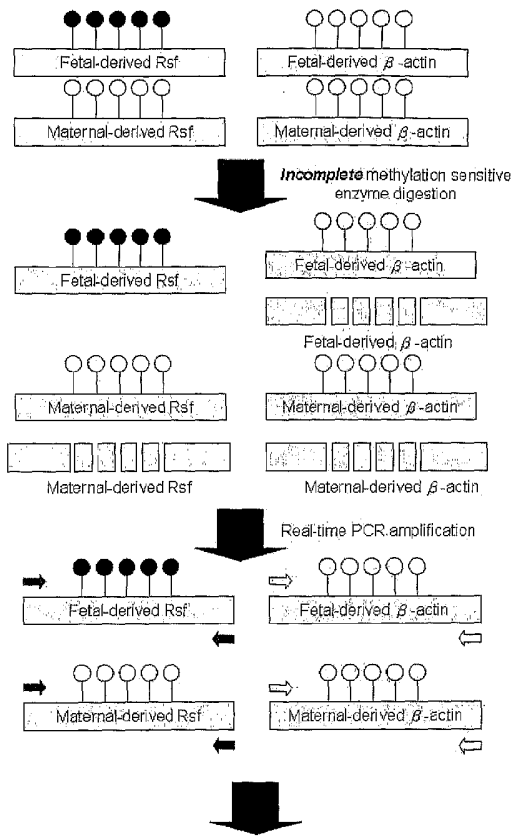 Fetal-derived Rsf
Fetal-derived β-actin
Maternal-derived Rsf
Maternal-derived β-actin
Incomplete methylation sensitive
enzyme digestion
Fetal-derived Rsf
Fetal-derived β-actin
Fetal-derived β-actin
Maternal-derived Rsf
Maternal-derived β-actin
Maternal-derived Rsf
Maternal-derived β-actin
Real-time PCR amplification
Fetal-derived Rsf
Fetal-derived β-actin
Maternal-derived Rsf
Maternal-derived β-actin